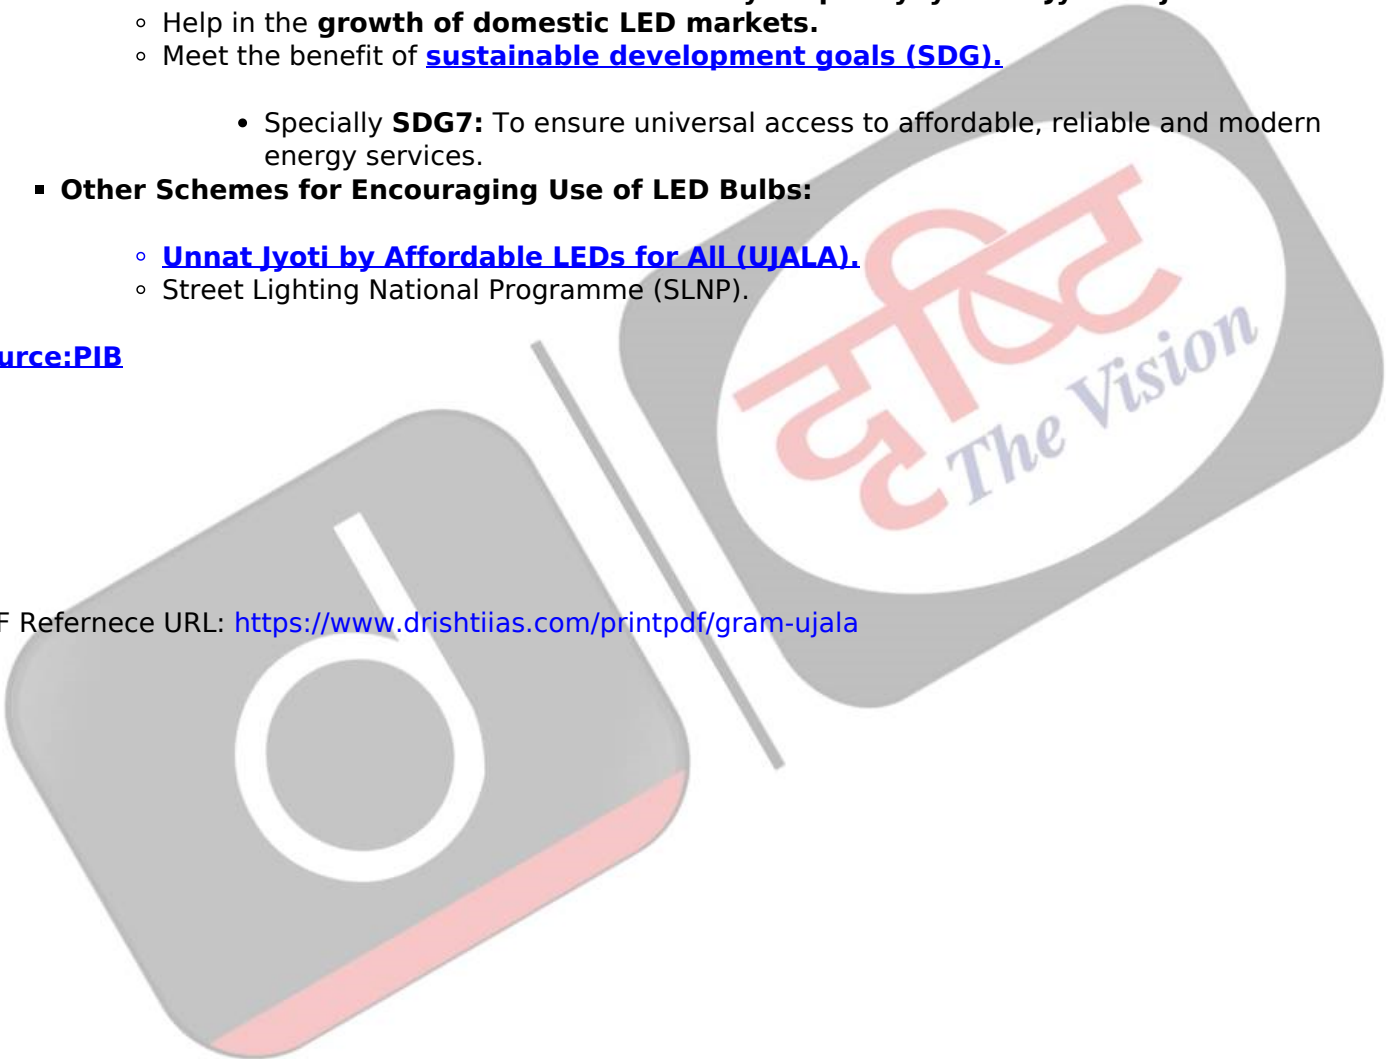 Help in the growth of domestic LED markets.
Meet the benefit of sustainable development goals (SDG).
Specially SDG7: To ensure universal access to affordable, reliable and modern
energy services.
Other Schemes for Encouraging Use of LED Bulbs:
Unnat Jyoti by Affordable LEDs for All (UJALA).
Street Lighting National Programme (SLNP).
urce:PIB
दृष्टि
The Vision
F Refernece URL: https://www.drishtiias.com/printpdf/gram-ujala